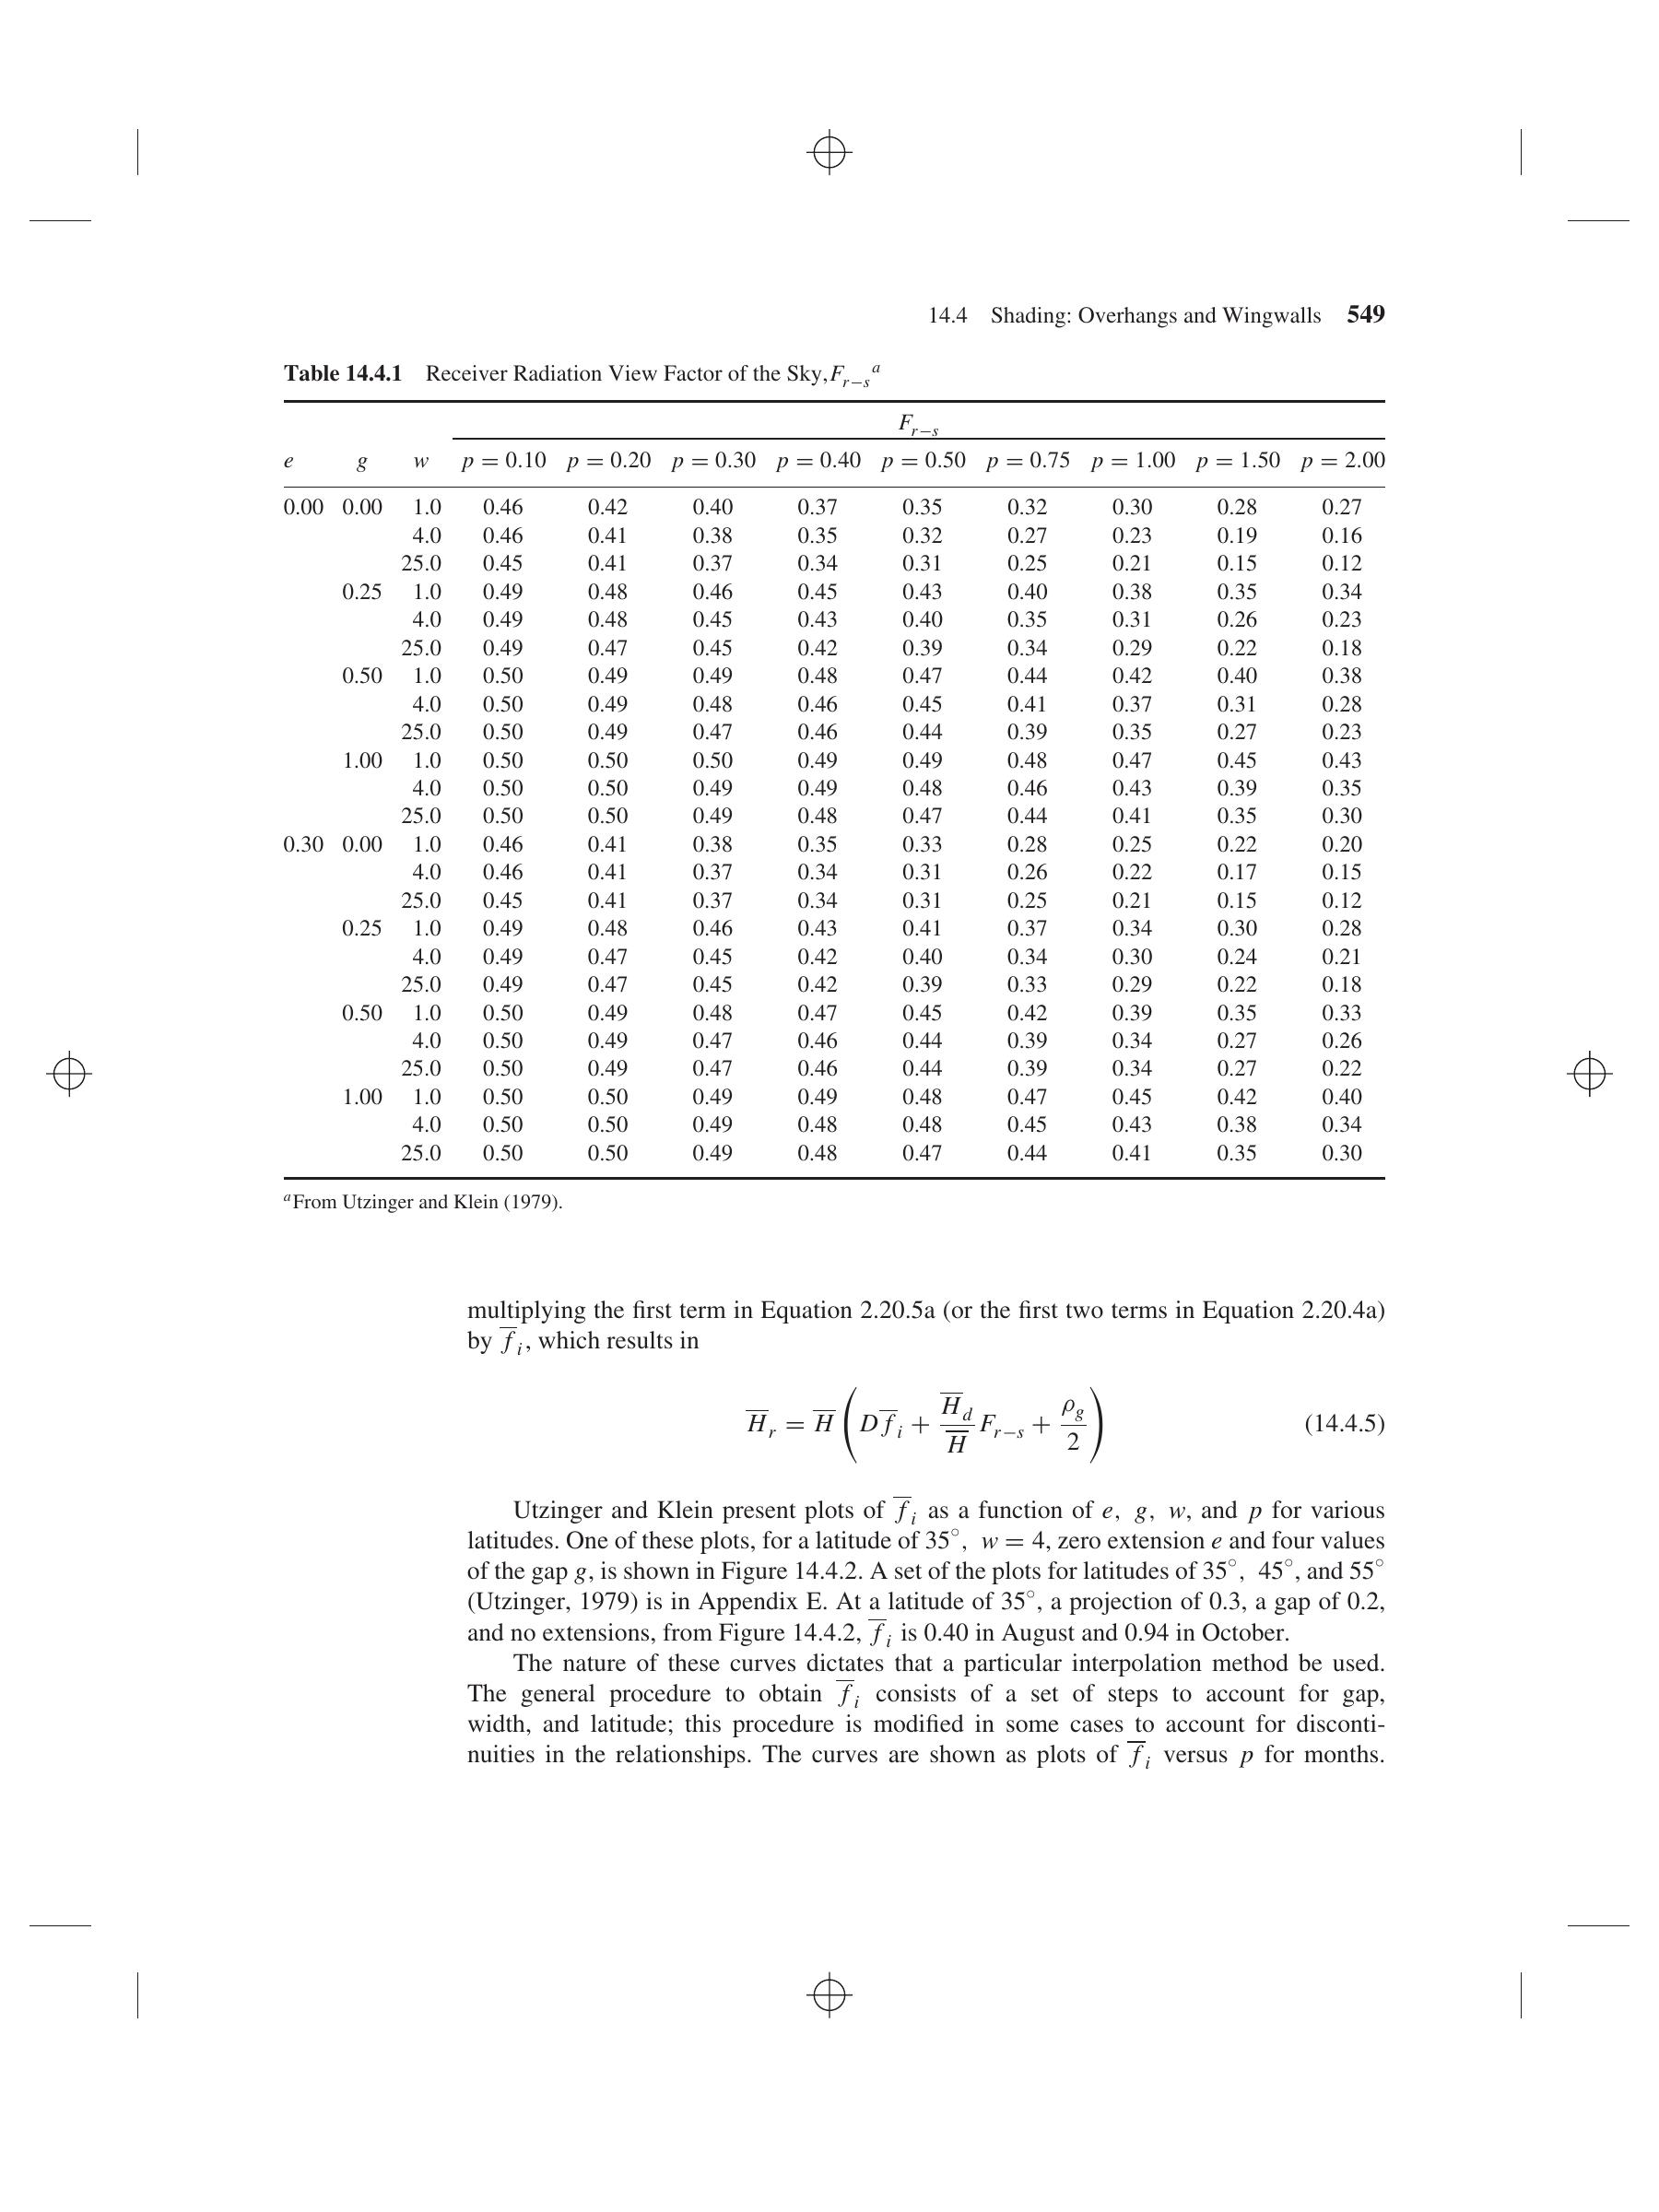 14.4 Shading: Overhangs and Wingwalls 549
Table 14.4.1 Receiver Radiation View Factor of the Sky, F_{r−s}^a
F_{r−s}
e g w p = 0.10 p = 0.20 p = 0.30 p = 0.40 p = 0.50 p = 0.75 p = 1.00 p = 1.50 p = 2.00
0.00 0.00 1.0 0.46 0.42 0.40 0.37 0.35 0.32 0.30 0.28 0.27
4.0 0.46 0.41 0.38 0.35 0.32 0.27 0.23 0.19 0.16
25.0 0.45 0.41 0.37 0.34 0.31 0.25 0.21 0.15 0.12
0.25 1.0 0.49 0.48 0.46 0.45 0.43 0.40 0.38 0.35 0.34
4.0 0.49 0.48 0.45 0.43 0.40 0.35 0.31 0.26 0.23
25.0 0.49 0.47 0.45 0.42 0.39 0.34 0.29 0.22 0.18
0.50 1.0 0.50 0.49 0.49 0.48 0.47 0.44 0.42 0.40 0.38
4.0 0.50 0.49 0.48 0.46 0.45 0.41 0.37 0.31 0.28
25.0 0.50 0.49 0.47 0.46 0.44 0.39 0.35 0.27 0.23
1.00 1.0 0.50 0.50 0.50 0.49 0.49 0.48 0.47 0.45 0.43
4.0 0.50 0.50 0.49 0.49 0.48 0.46 0.43 0.39 0.35
25.0 0.50 0.50 0.49 0.48 0.47 0.44 0.41 0.35 0.30
0.30 0.00 1.0 0.46 0.41 0.38 0.35 0.33 0.28 0.25 0.22 0.20
4.0 0.46 0.41 0.37 0.34 0.31 0.26 0.22 0.17 0.15
25.0 0.45 0.41 0.37 0.34 0.31 0.25 0.21 0.15 0.12
0.25 1.0 0.49 0.48 0.46 0.43 0.41 0.37 0.34 0.30 0.28
4.0 0.49 0.47 0.45 0.42 0.40 0.34 0.30 0.24 0.21
25.0 0.49 0.47 0.45 0.42 0.39 0.33 0.29 0.22 0.18
0.50 1.0 0.50 0.49 0.48 0.47 0.45 0.42 0.39 0.35 0.33
4.0 0.50 0.49 0.47 0.46 0.44 0.39 0.34 0.27 0.26
25.0 0.50 0.49 0.47 0.46 0.44 0.39 0.34 0.27 0.22
1.00 1.0 0.50 0.50 0.49 0.49 0.48 0.47 0.45 0.42 0.40
4.0 0.50 0.50 0.49 0.48 0.48 0.45 0.43 0.38 0.34
25.0 0.50 0.50 0.49 0.48 0.47 0.44 0.41 0.35 0.30
^a From Utzinger and Klein (1979).
multiplying the first term in Equation 2.20.5a (or the first two terms in Equation 2.20.4a)
by f̅_i, which results in
H̅_r = H̅ ( D f̅_i + (H̅_d / H̅) F_{r−s} + ρ_g / 2 ) (14.4.5)
Utzinger and Klein present plots of f̅_i as a function of e, g, w, and p for various
latitudes. One of these plots, for a latitude of 35°, w = 4, zero extension e and four values
of the gap g, is shown in Figure 14.4.2. A set of the plots for latitudes of 35°, 45°, and 55°
(Utzinger, 1979) is in Appendix E. At a latitude of 35°, a projection of 0.3, a gap of 0.2,
and no extensions, from Figure 14.4.2, f̅_i is 0.40 in August and 0.94 in October.
The nature of these curves dictates that a particular interpolation method be used.
The general procedure to obtain f̅_i consists of a set of steps to account for gap,
width, and latitude; this procedure is modified in some cases to account for disconti-
nuities in the relationships. The curves are shown as plots of f̅_i versus p for months.